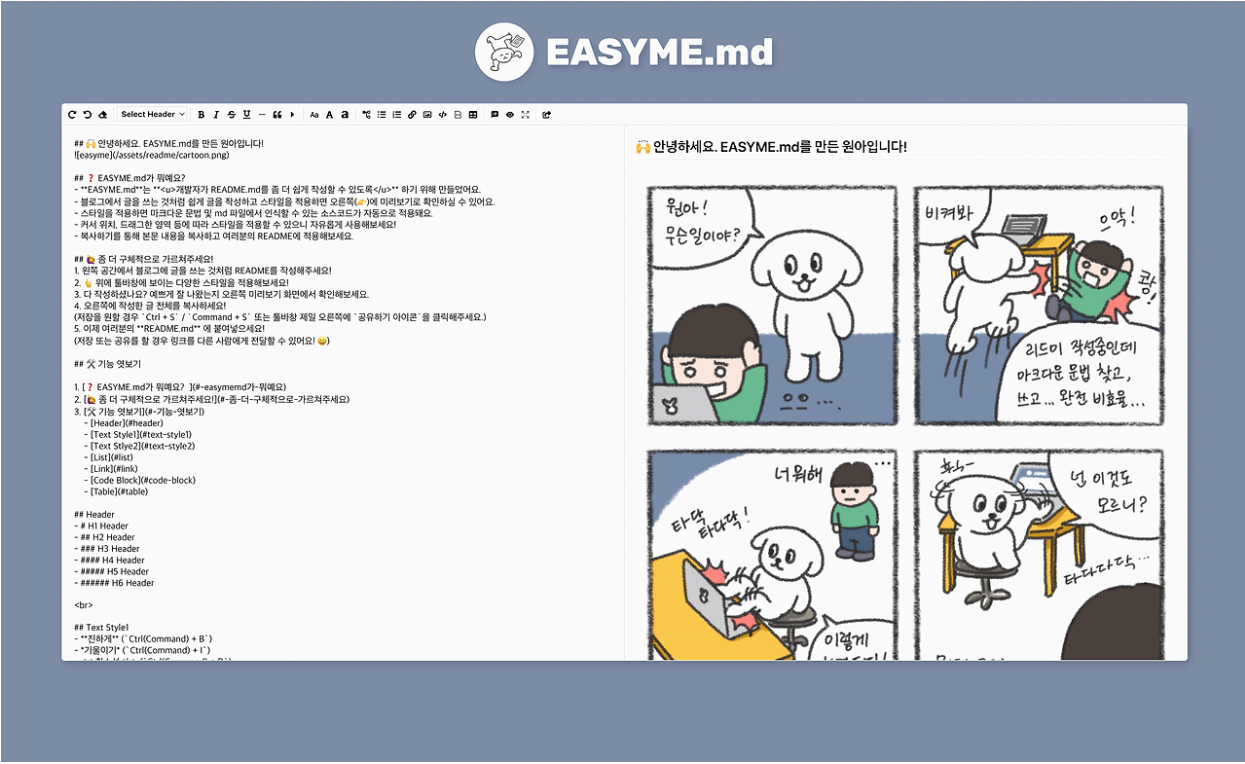 EASYME.md
Select Header
## 🙌 안녕하세요. EASYME.md를 만든 원아입니다!
![easyme](/assets/readme/cartoon.png)
## ❓ EASYME.md가 뭐예요?
- **EASYME.md**는 **<u>개발자가 README.md를 좀 더 쉽게 작성할 수 있도록</u>** 하기 위해 만들었어요.
- 블로그에서 글을 쓰는 것처럼 쉽게 글을 작성하고 스타일을 적용하면 오른쪽(👉)에 미리보기로 확인하실 수 있어요.
- 스타일을 적용하면 마크다운 문법 및 md 파일에서 인식할 수 있는 소스코드가 자동으로 적용돼요.
- 커서 위치, 드래그한 영역 등에 따라 스타일을 적용할 수 있으니 자유롭게 사용해보세요!
- 복사하기를 통해 본문 내용을 복사하고 여러분의 README에 적용해보세요.
## 🙋 좀 더 구체적으로 가르쳐주세요!
1. 왼쪽 공간에서 블로그에 글을 쓰는 것처럼 README를 작성해주세요!
2. 👆 위에 툴바창에 보이는 다양한 스타일을 적용해보세요!
3. 다 작성하셨나요? 예쁘게 잘 나왔는지 오른쪽 미리보기 화면에서 확인해보세요.
4. 오른쪽에 작성한 글 전체를 복사하세요!
(저장을 원할 경우 `Ctrl + S` / `Command + S` 또는 툴바창 제일 오른쪽에 `공유하기 아이콘`을 클릭해주세요.)
5. 이제 여러분의 **README.md** 에 붙여넣으세요!
(저장 또는 공유를 할 경우 링크를 다른 사람에게 전달할 수 있어요! 😀)
## 🛠 기능 엿보기
1. [❓ EASYME.md가 뭐예요? ](#-easymemd가-뭐예요)
2. [🙋 좀 더 구체적으로 가르쳐주세요!](#-좀-더-구체적으로-가르쳐주세요)
3. [🛠 기능 엿보기](#-기능-엿보기)
- [Header](#header)
- [Text Style1](#text-style1)
- [Text Stlye2](#text-style2)
- [List](#list)
- [Link](#link)
- [Code Block](#code-block)
- [Table](#table)
## Header
- # H1 Header
- ## H2 Header
- ### H3 Header
- #### H4 Header
- ##### H5 Header
- ###### H6 Header
<br>
## Text Style1
- **진하게** (`Ctrl(Command) + B`)
- *기울이기* (`Ctrl(Command) + I`)
🙌 안녕하세요. EASYME.md를 만든 원아입니다!
원아!
무슨일이야?
비켜봐
으악!
쾅!
리드미 작성중인데
마크다운 문법 찾고,
쓰고... 완전 비효율...
너 뭐해
...
타닥
타다닥!
이렇게
휙-
넌 이것도
모르니?
타다다닥...